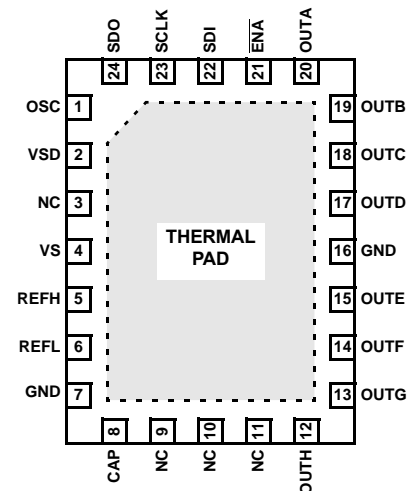 SDO
SCLK
SDI
ENA
OUTA
24
23
22
21
20
OSC 1
VSD 2
NC 3
VS 4
REFH 5
REFL 6
GND 7
THERMAL
PAD
19 OUTB
18 OUTC
17 OUTD
16 GND
15 OUTE
14 OUTF
13 OUTG
8
9
10
11
12
CAP
NC
NC
NC
OUTH